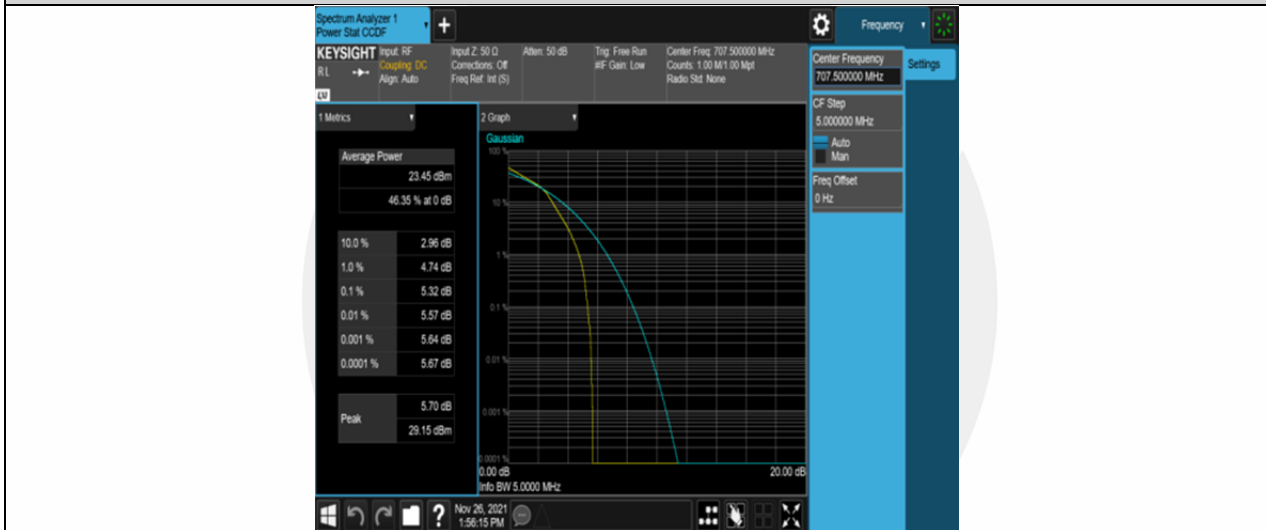 Spectrum Analyzer 1
Power Stat CCDF
+
Frequency
KEYSIGHT
Input: RF
Coupling: DC
Align: Auto
Input Z: 50 Ω
Corrections: Off
Freq Ref: Int (S)
Atten: 50 dB
Trig: Free Run
#IF Gain: Low
Center Freq: 707.500000 MHz
Counts: 1.00 M/1.00 Mpt
Radio Std: None
R L
LV
Center Frequency
707.500000 MHz
Settings
CF Step
5.000000 MHz
Auto
Man
Freq Offset
0 Hz
1 Metrics
Average Power
23.45 dBm
46.35 % at 0 dB
10.0 % 2.96 dB
1.0 % 4.74 dB
0.1 % 5.32 dB
0.01 % 5.57 dB
0.001 % 5.64 dB
0.0001 % 5.67 dB
Peak
5.70 dB
29.15 dBm
2 Graph
Gaussian
100 %
10 %
1 %
0.1 %
0.01 %
0.001 %
0.0001 %
0.00 dB 20.00 dB
Info BW 5.0000 MHz
?
Nov 26, 2021
1:56:15 PM